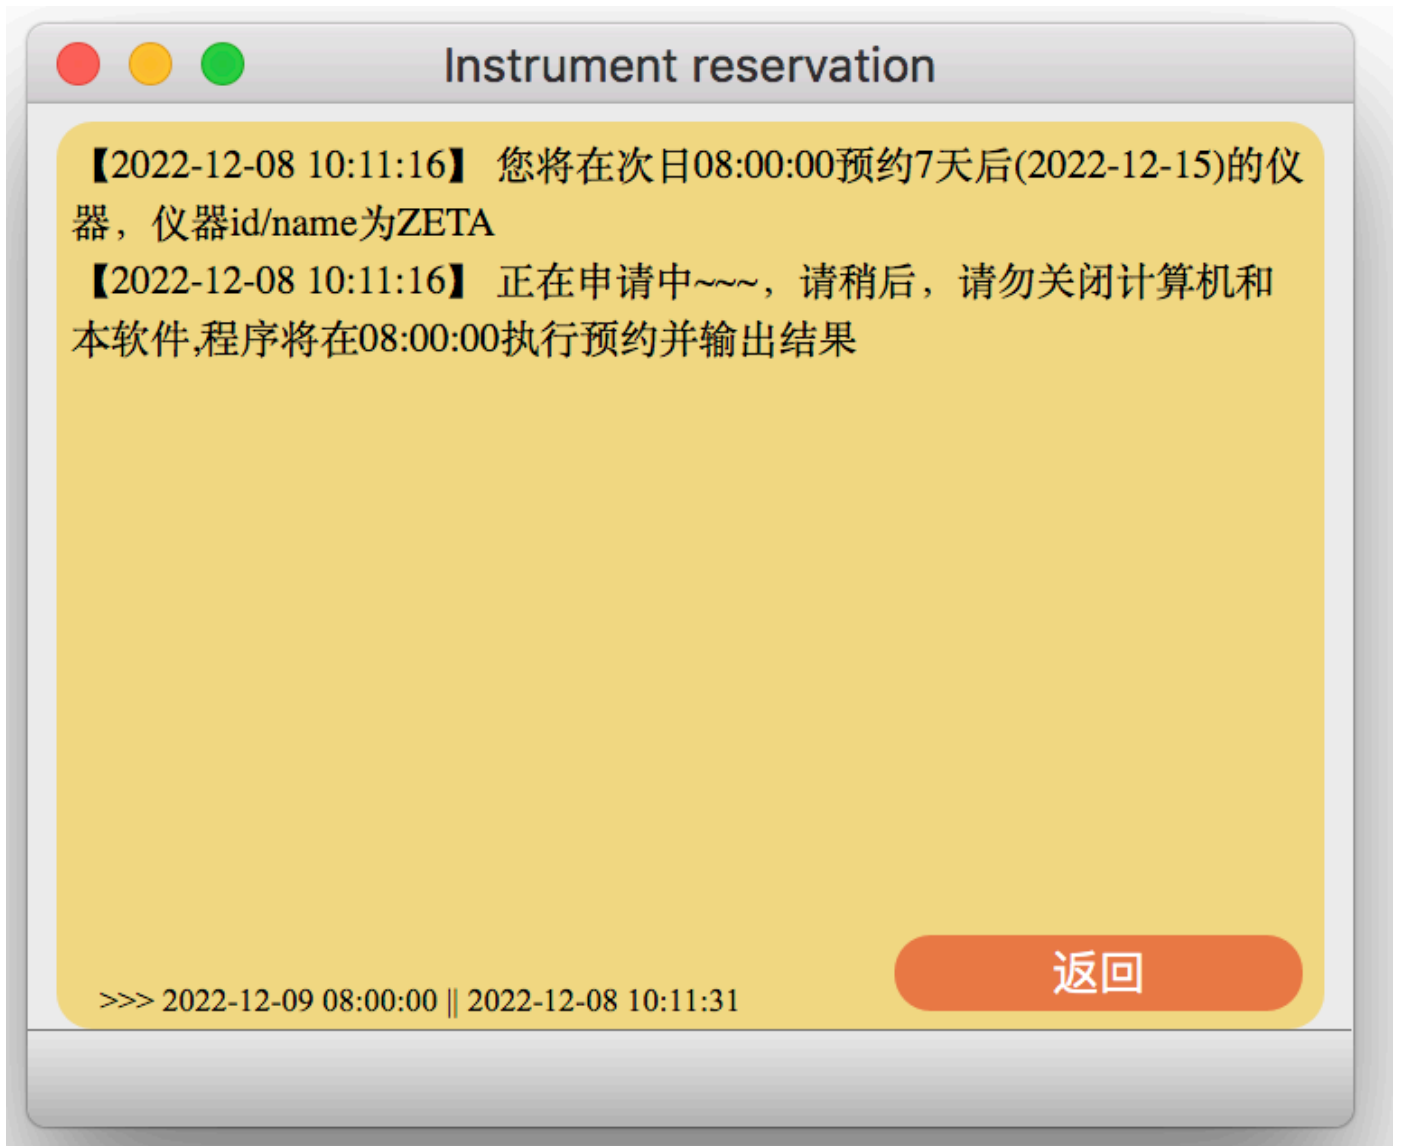 Instrument reservation
【2022-12-08 10:11:16】 您将在次日08:00:00预约7天后(2022-12-15)的仪
器，仪器id/name为ZETA
【2022-12-08 10:11:16】 正在申请中~~~，请稍后，请勿关闭计算机和
本软件,程序将在08:00:00执行预约并输出结果
返回
>>> 2022-12-09 08:00:00 || 2022-12-08 10:11:31